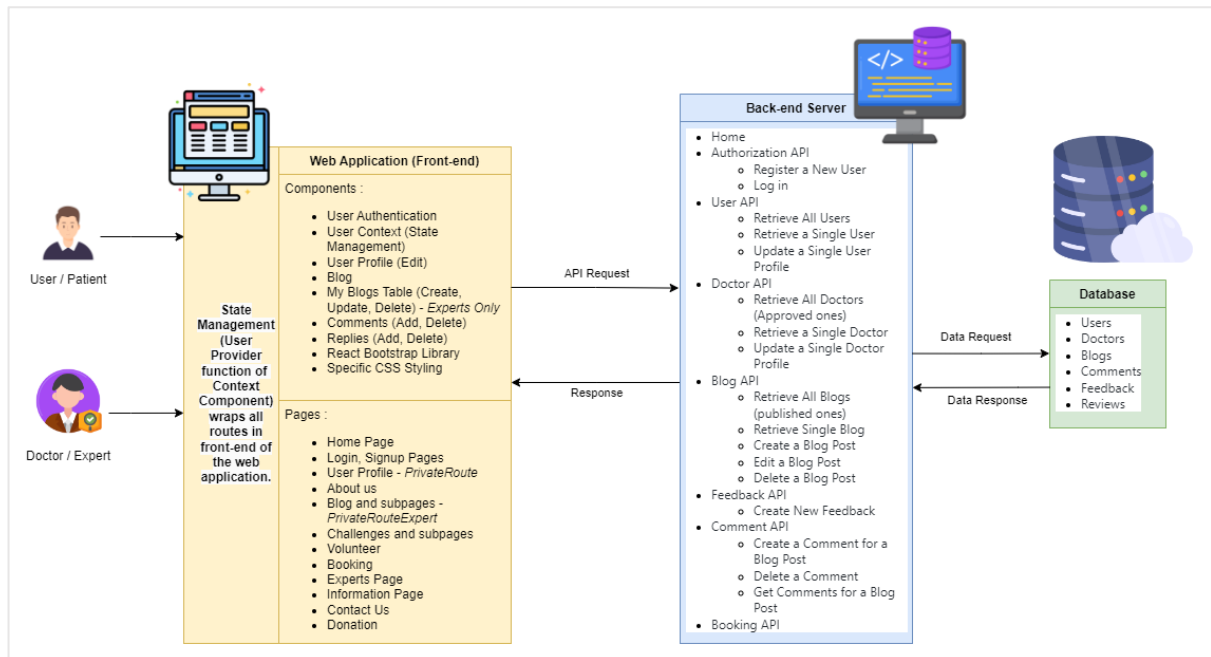 User / Patient
Doctor / Expert
State
Management
(User
Provider
function of
Context
Component)
wraps all
routes in
front-end of
the web
application.
Web Application (Front-end)
Components :
• User Authentication
• User Context (State
Management)
• User Profile (Edit)
• Blog
• My Blogs Table (Create,
Update, Delete) - Experts Only
• Comments (Add, Delete)
• Replies (Add, Delete)
• React Bootstrap Library
• Specific CSS Styling
Pages :
• Home Page
• Login, Signup Pages
• User Profile - PrivateRoute
• About us
• Blog and subpages -
PrivateRouteExpert
• Challenges and subpages
• Volunteer
• Booking
• Experts Page
• Information Page
• Contact Us
• Donation
API Request
Response
</>
Back-end Server
• Home
• Authorization API
○ Register a New User
○ Log in
• User API
○ Retrieve All Users
○ Retrieve a Single User
○ Update a Single User
Profile
• Doctor API
○ Retrieve All Doctors
(Approved ones)
○ Retrieve a Single Doctor
○ Update a Single Doctor
Profile
• Blog API
○ Retrieve All Blogs
(published ones)
○ Retrieve Single Blog
○ Create a Blog Post
○ Edit a Blog Post
○ Delete a Blog Post
• Feedback API
○ Create New Feedback
• Comment API
○ Create a Comment for a
Blog Post
○ Delete a Comment
○ Get Comments for a Blog
Post
• Booking API
Data Request
Data Response
Database
• Users
• Doctors
• Blogs
• Comments
• Feedback
• Reviews